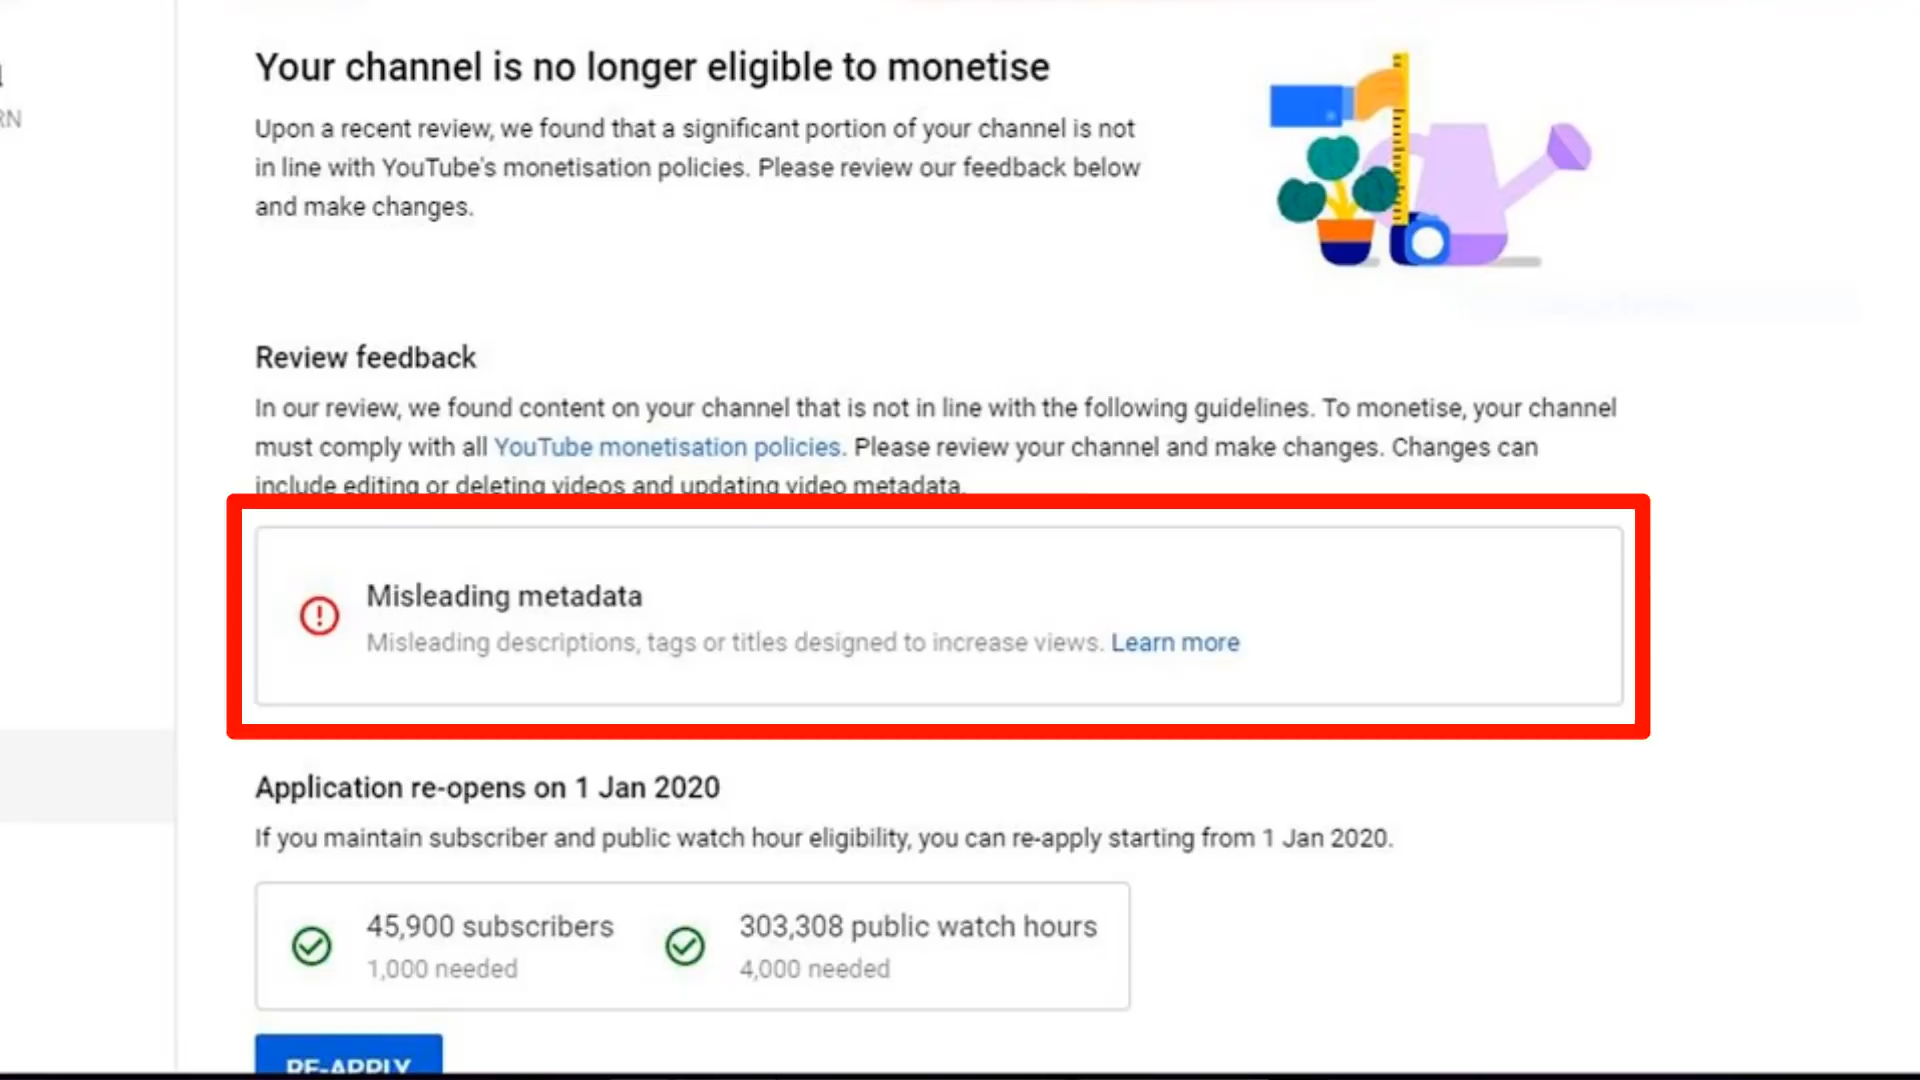 RN
Your channel is no longer eligible to monetise
Upon a recent review, we found that a significant portion of your channel is not
in line with YouTube's monetisation policies. Please review our feedback below
and make changes.
Review feedback
In our review, we found content on your channel that is not in line with the following guidelines. To monetise, your channel
must comply with all YouTube monetisation policies. Please review your channel and make changes. Changes can
include editing or deleting videos and updating video metadata.
Misleading metadata
Misleading descriptions, tags or titles designed to increase views. Learn more
Application re-opens on 1 Jan 2020
If you maintain subscriber and public watch hour eligibility, you can re-apply starting from 1 Jan 2020.
45,900 subscribers
1,000 needed
303,308 public watch hours
4,000 needed
RE-APPLY